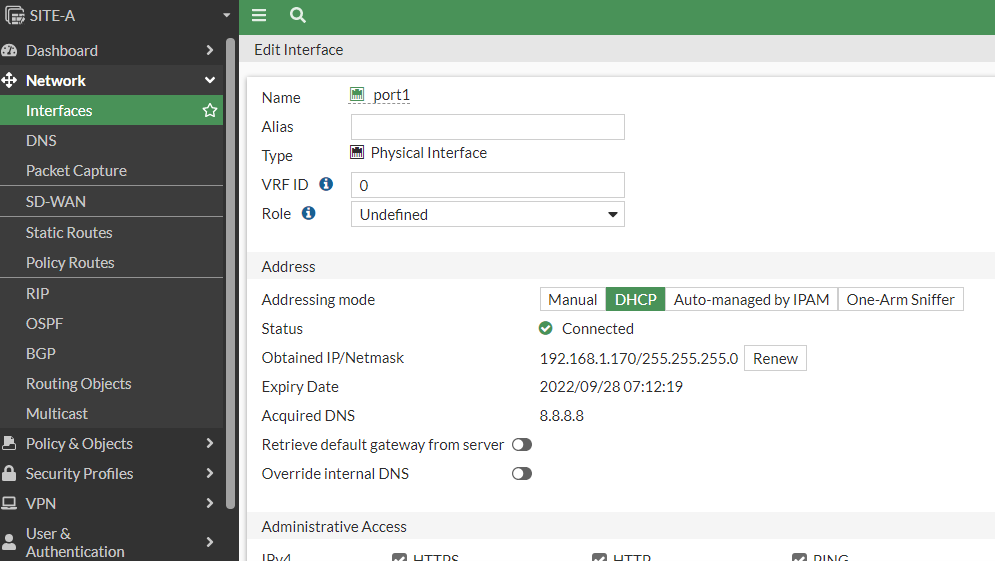 SITE-A
Dashboard
Network
Interfaces
DNS
Packet Capture
SD-WAN
Static Routes
Policy Routes
RIP
OSPF
BGP
Routing Objects
Multicast
Policy & Objects
Security Profiles
VPN
User &
Authentication
Edit Interface
Name port1
Alias
Type Physical Interface
VRF ID 0
Role Undefined
Address
Addressing mode Manual DHCP Auto-managed by IPAM One-Arm Sniffer
Status Connected
Obtained IP/Netmask 192.168.1.170/255.255.255.0 Renew
Expiry Date 2022/09/28 07:12:19
Acquired DNS 8.8.8.8
Retrieve default gateway from server
Override internal DNS
Administrative Access
IPv4 HTTPS HTTP PING